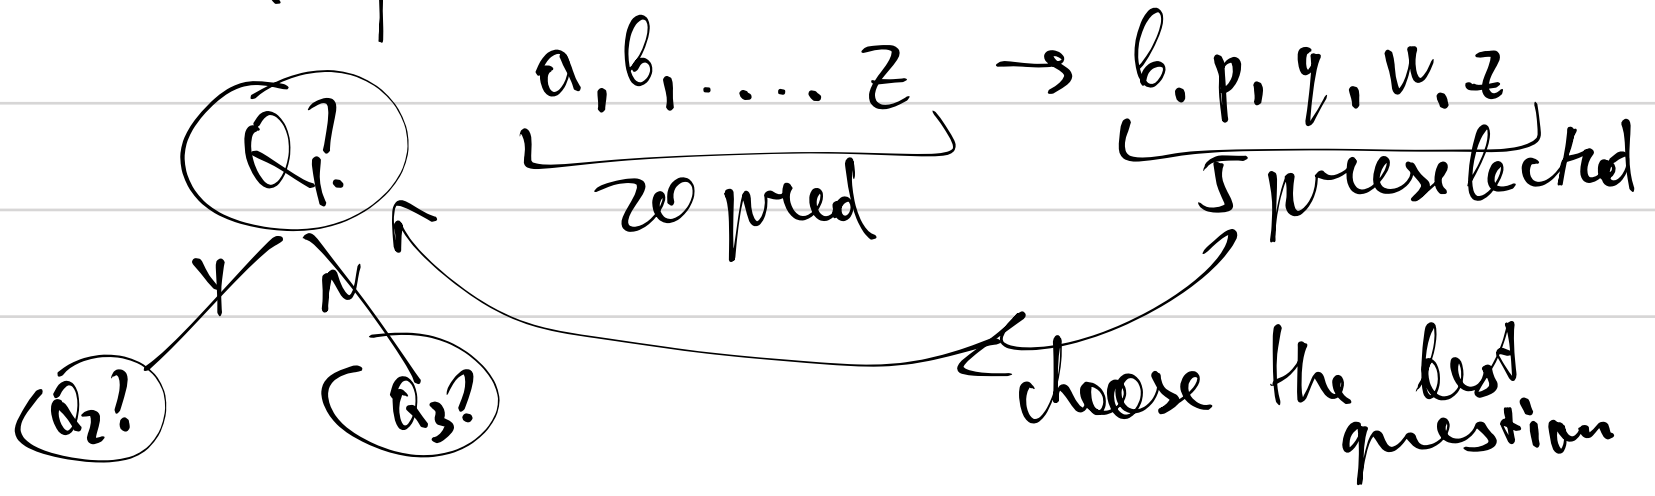 a, b, .... z → b, p, q, u, z
Q1?
20 pred
5 preselected
Y N
Q2? Q3?
choose the best
question